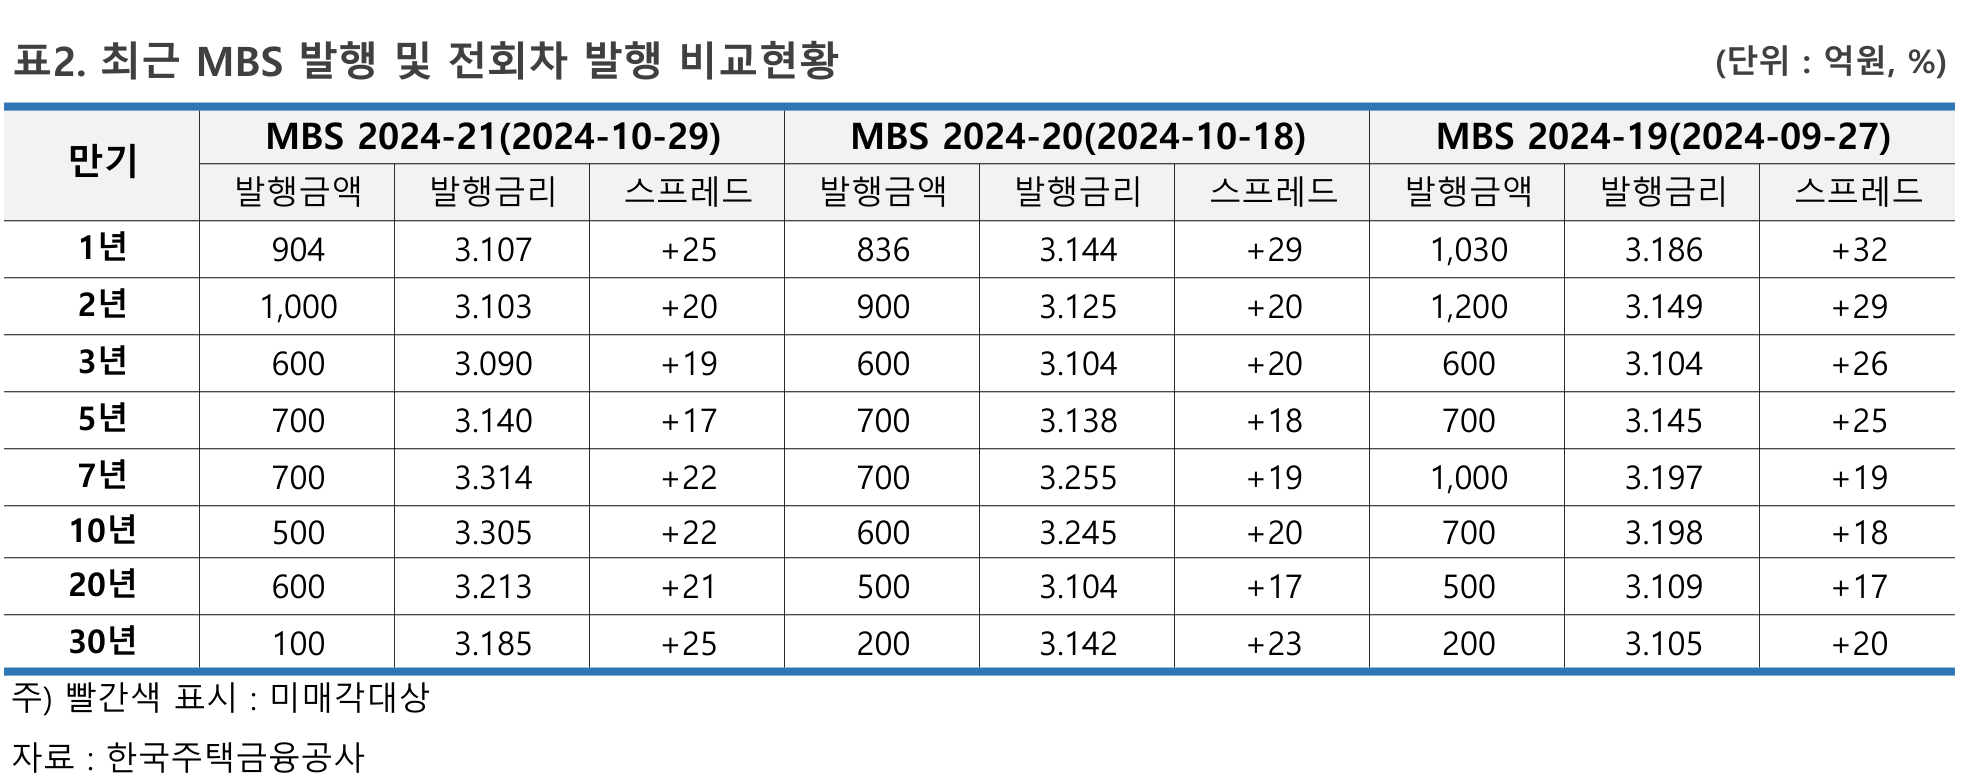 표2. 최근 MBS 발행 및 전회차 발행 비교현황 (단위 : 억원, %)
만기 MBS 2024-21(2024-10-29) MBS 2024-20(2024-10-18) MBS 2024-19(2024-09-27)
발행금액 발행금리 스프레드 발행금액 발행금리 스프레드 발행금액 발행금리 스프레드
1년 904 3.107 +25 836 3.144 +29 1,030 3.186 +32
2년 1,000 3.103 +20 900 3.125 +20 1,200 3.149 +29
3년 600 3.090 +19 600 3.104 +20 600 3.104 +26
5년 700 3.140 +17 700 3.138 +18 700 3.145 +25
7년 700 3.314 +22 700 3.255 +19 1,000 3.197 +19
10년 500 3.305 +22 600 3.245 +20 700 3.198 +18
20년 600 3.213 +21 500 3.104 +17 500 3.109 +17
30년 100 3.185 +25 200 3.142 +23 200 3.105 +20
주) 빨간색 표시 : 미매각대상
자료 : 한국주택금융공사